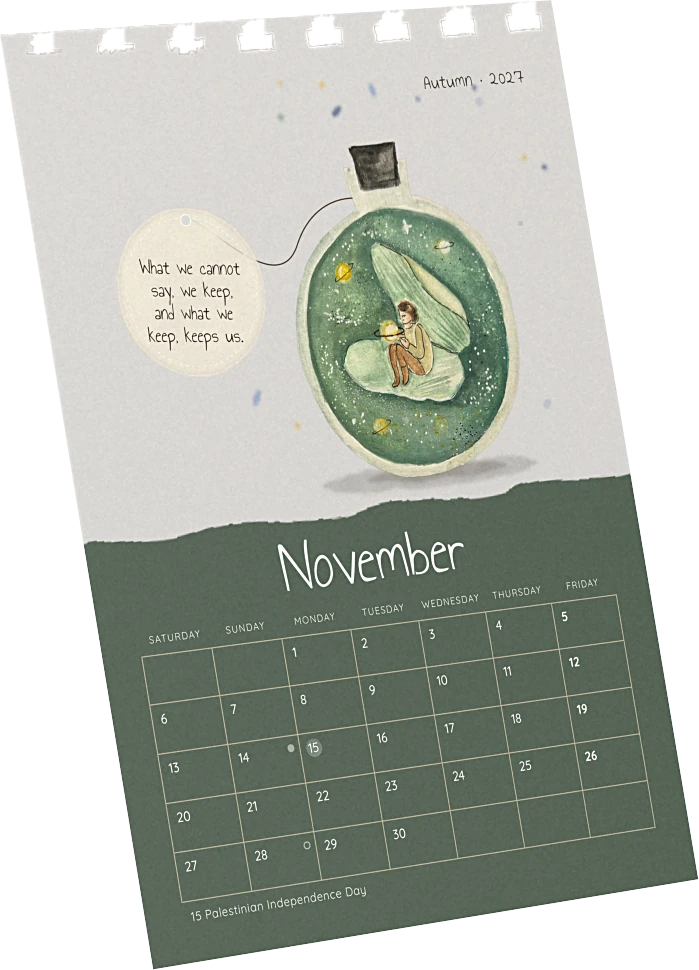 Autumn · 2027
What we cannot
say, we keep,
and what we
keep, keeps us.
November
SATURDAY SUNDAY MONDAY TUESDAY WEDNESDAY THURSDAY FRIDAY
1 2 3 4 5
6 7 8 9 10 11 12
13 14 15 16 17 18 19
20 21 22 23 24 25 26
27 28 29 30
15 Palestinian Independence Day